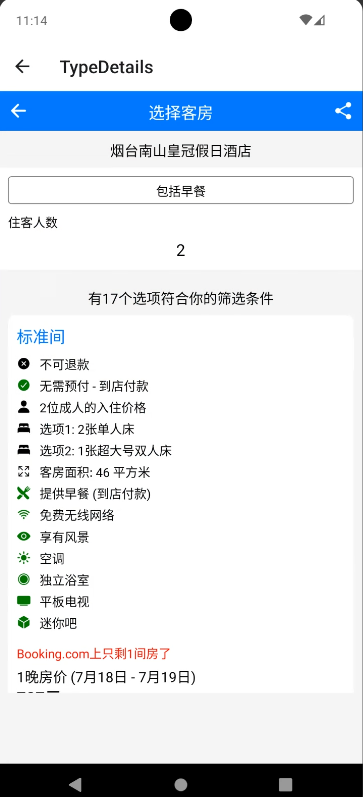 11:14
TypeDetails
选择客房
烟台南山皇冠假日酒店
包括早餐
住客人数
2
有17个选项符合你的筛选条件
标准间
不可退款
无需预付 - 到店付款
2位成人的入住价格
选项1: 2张单人床
选项2: 1张超大号双人床
客房面积: 46 平方米
提供早餐 (到店付款)
免费无线网络
享有风景
空调
独立浴室
平板电视
迷你吧
Booking.com上只剩1间房了
1晚房价 (7月18日 - 7月19日)